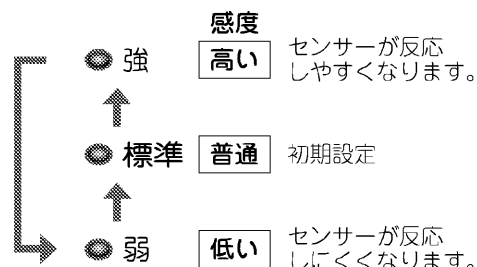 感度
強 高い センサーが反応
しやすくなります。
標準 普通 初期設定
弱 低い センサーが反応
しにくくなります。